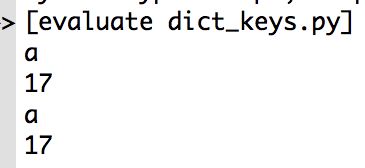 > [evaluate dict_keys.py]
a
17
a
17